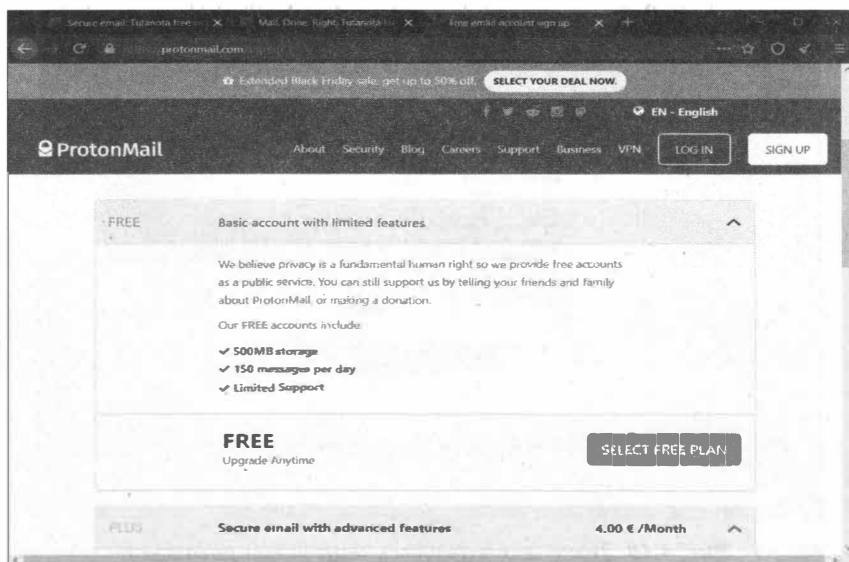 Secure email: Tutanota free
Mail. Drive. Right. Tutanota
Free email account sign up
protonmail.com
Extended Black Friday sale, get up to 50% off. SELECT YOUR DEAL NOW.
EN - English
ProtonMail
About Security Blog Careers Support Business VPN LOG IN SIGN UP
FREE Basic account with limited features
We believe privacy is a fundamental human right so we provide free accounts
as a public service. You can still support us by telling your friends and family
about ProtonMail, or making a donation.
Our FREE accounts include
✓ 500MB storage
✓ 150 messages per day
✓ Limited Support
FREE
Upgrade Anytime
SELECT FREE PLAN
PLUS Secure email with advanced features 4.00 € /Month